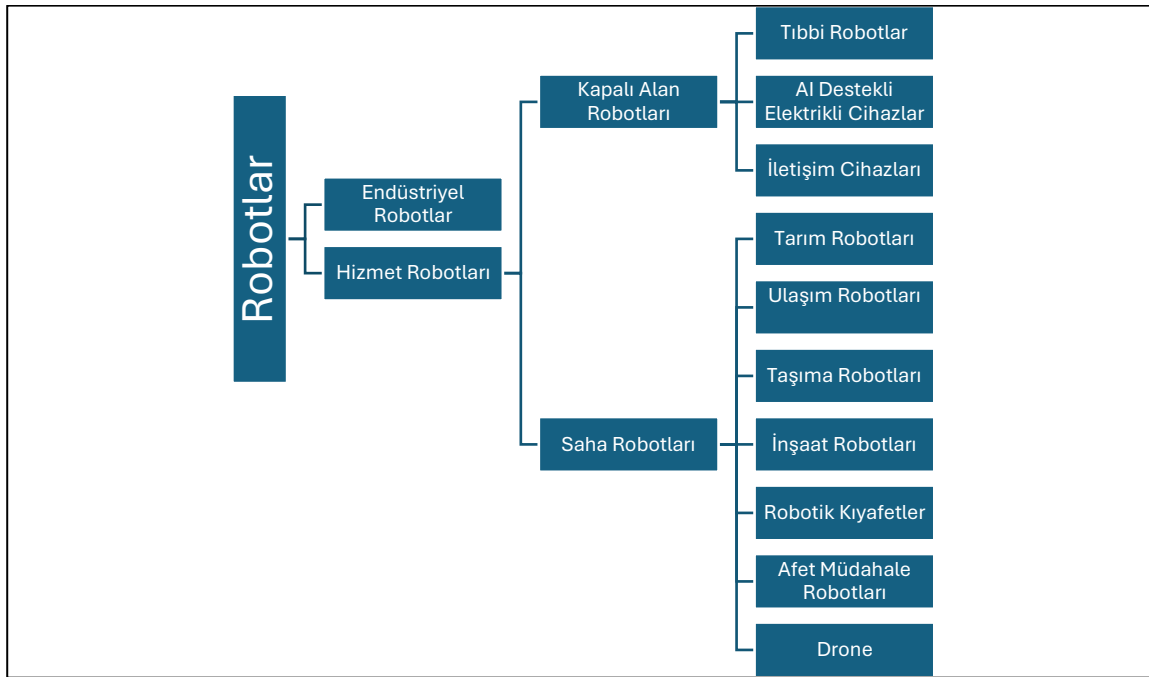 Robotlar
Endüstriyel
Robotlar
Hizmet Robotları
Kapalı Alan
Robotları
Saha Robotları
Tıbbi Robotlar
AI Destekli
Elektrikli Cihazlar
İletişim Cihazları
Tarım Robotları
Ulaşım Robotları
Taşıma Robotları
İnşaat Robotları
Robotik Kıyafetler
Afet Müdahale
Robotları
Drone